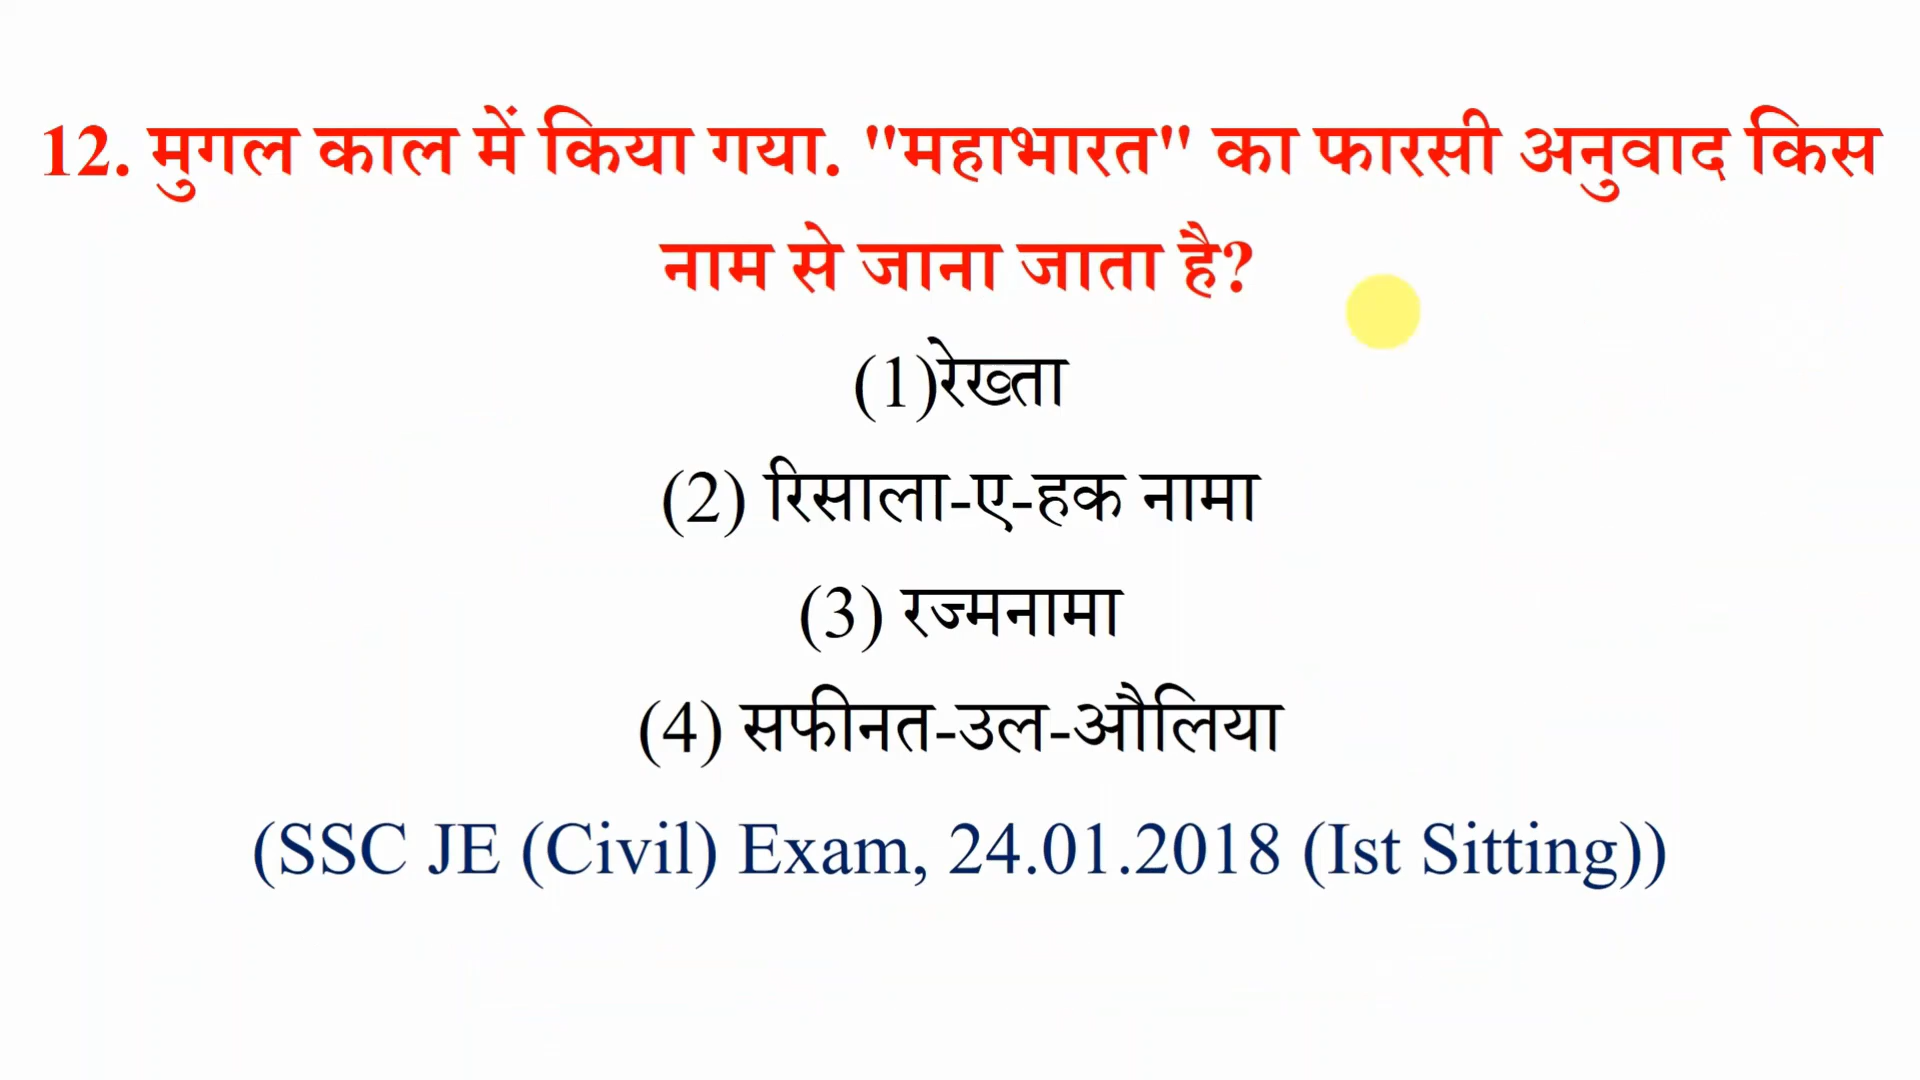 12. मुगल काल में किया गया. "महाभारत" का फारसी अनुवाद किस
नाम से जाना जाता है?
(1)रेख्ता
(2) रिसाला-ए-हक नामा
(3) रज्मनामा
(4) सफीनत-उल-औलिया
(SSC JE (Civil) Exam, 24.01.2018 (Ist Sitting))